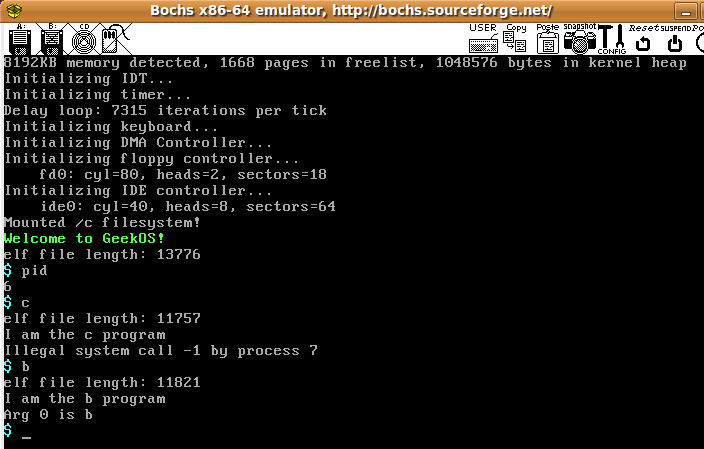 Bochs x86-64 emulator, http://bochs.sourceforge.net/
A: B: CD USER Copy Paste snapshot CONFIG Reset SUSPEND Po
8192KB memory detected, 1668 pages in freelist, 1048576 bytes in kernel heap
Initializing IDT...
Initializing timer...
Delay loop: 7315 iterations per tick
Initializing keyboard...
Initializing DMA Controller...
Initializing floppy controller...
fd0: cyl=80, heads=2, sectors=18
Initializing IDE controller...
ide0: cyl=40, heads=8, sectors=64
Mounted /c filesystem!
Welcome to GeekOS!
elf file length: 13776
$ pid
6
$ c
elf file length: 11757
I am the c program
Illegal system call -1 by process 7
$ b
elf file length: 11821
I am the b program
Arg 0 is b
$ _